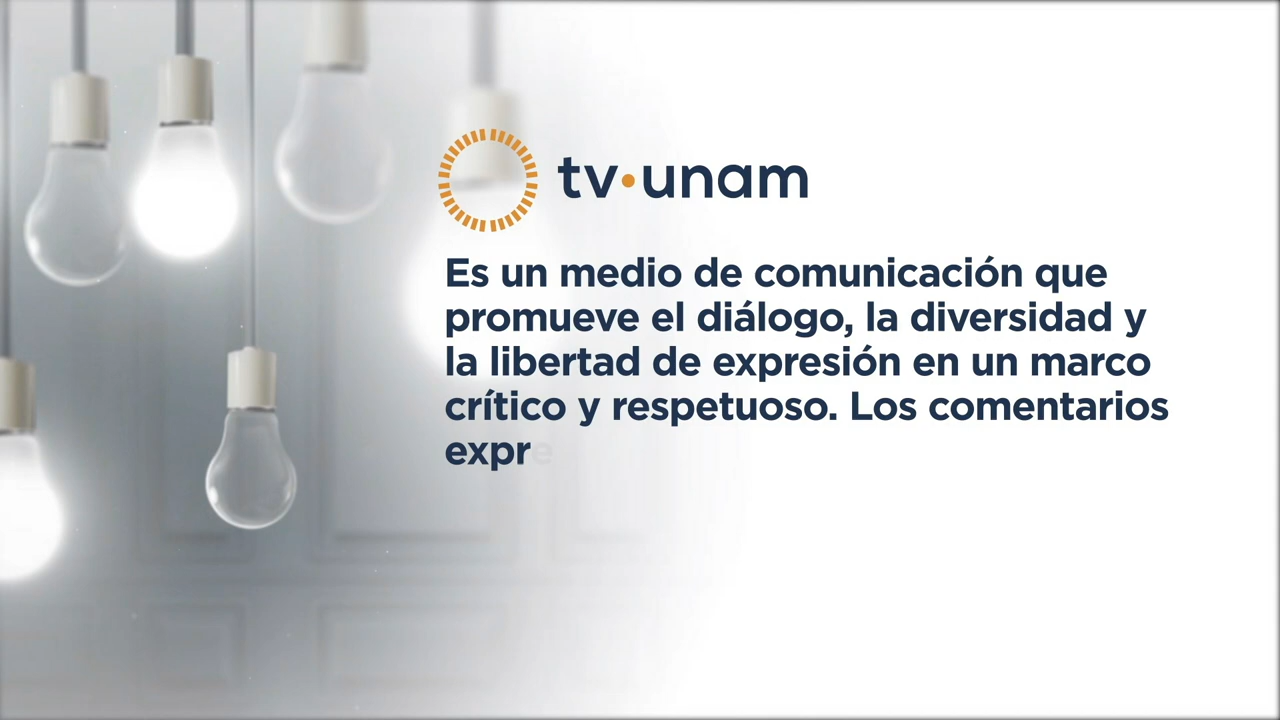 tv·unam
Es un medio de comunicación que
promueve el diálogo, la diversidad y
la libertad de expresión en un marco
crítico y respetuoso. Los comentarios
expre